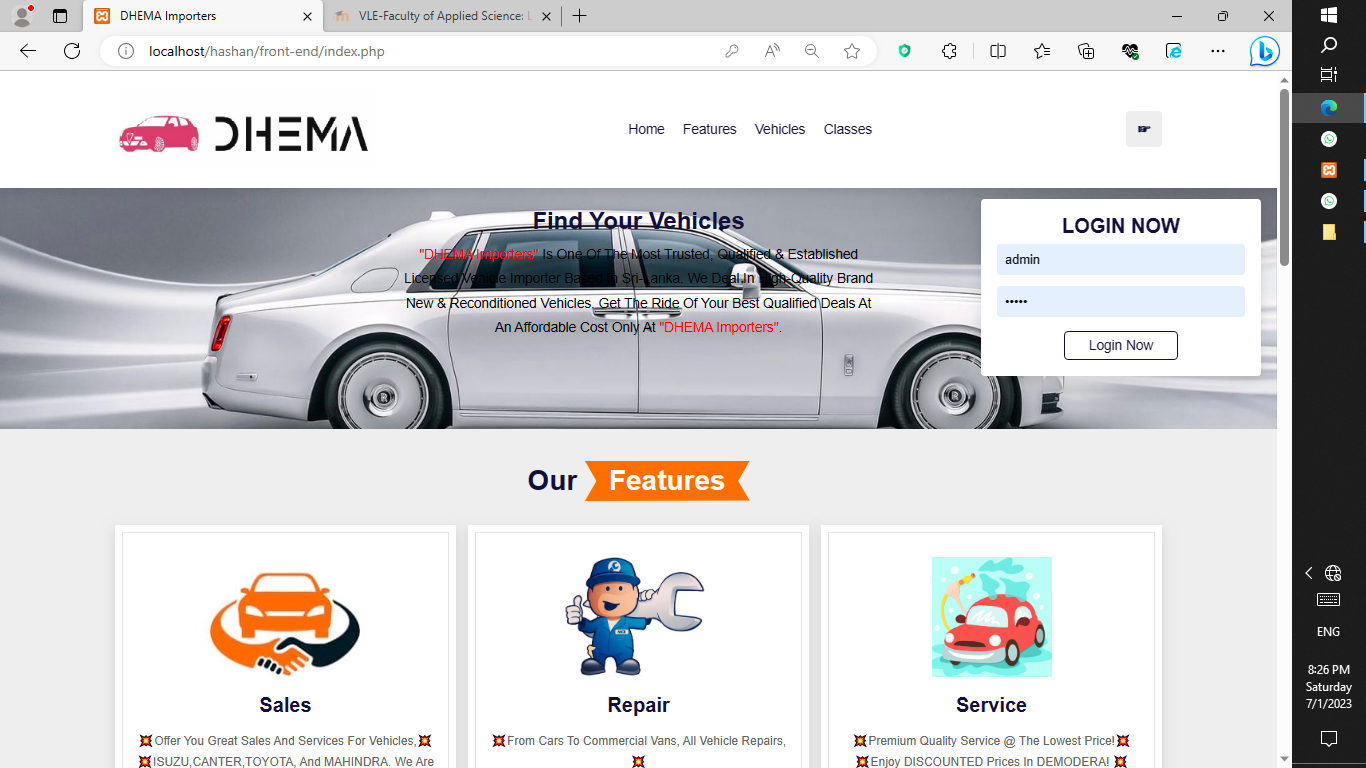 DHEMA Importers
VLE-Faculty of Applied Science: L
localhost/hashan/front-end/index.php
DHEMA
Home Features Vehicles Classes
Find Your Vehicles
"DHEMA Importers" Is One Of The Most Trusted, Qualified & Established
Licensed Vehicle Importer Based In Sri-Lanka. We Deal In High-Quality Brand
New & Reconditioned Vehicles. Get The Ride Of Your Best Qualified Deals At
An Affordable Cost Only At "DHEMA Importers".
LOGIN NOW
admin
•••••
Login Now
Our Features
Sales
💥Offer You Great Sales And Services For Vehicles,💥
💥ISUZU,CANTER,TOYOTA, And MAHINDRA. We Are
Repair
💥From Cars To Commercial Vans, All Vehicle Repairs,
💥
Service
💥Premium Quality Service @ The Lowest Price!💥
💥Enjoy DISCOUNTED Prices In DEMODERA! 💥
ENG
8:26 PM
Saturday
7/1/2023